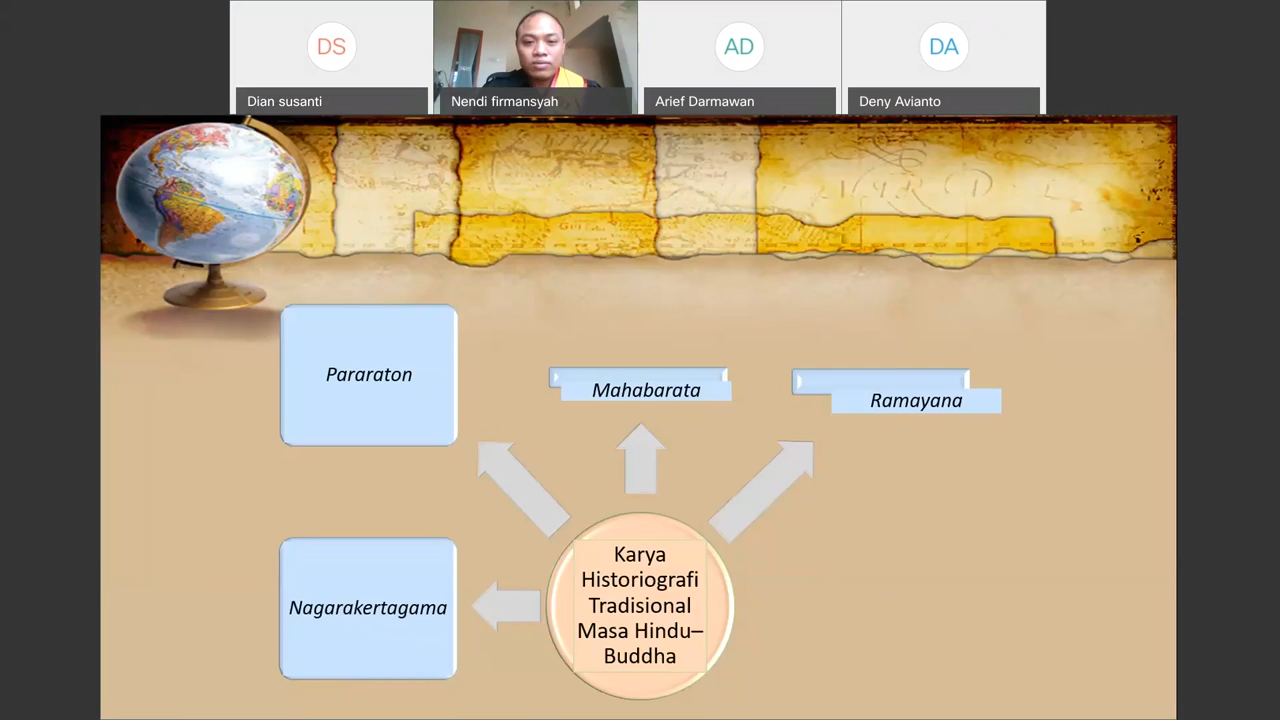 DS
AD
DA
Dian susanti
Nendi firmansyah
Arief Darmawan
Deny Avianto
Pararaton
Mahabarata
Ramayana
Nagarakertagama
Karya
Historiografi
Tradisional
Masa Hindu–
Buddha